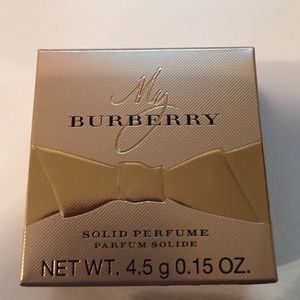 My
BURBERRY
SOLID PERFUME
PARFUM SOLIDE
NET WT. 4.5 g 0.15 OZ.